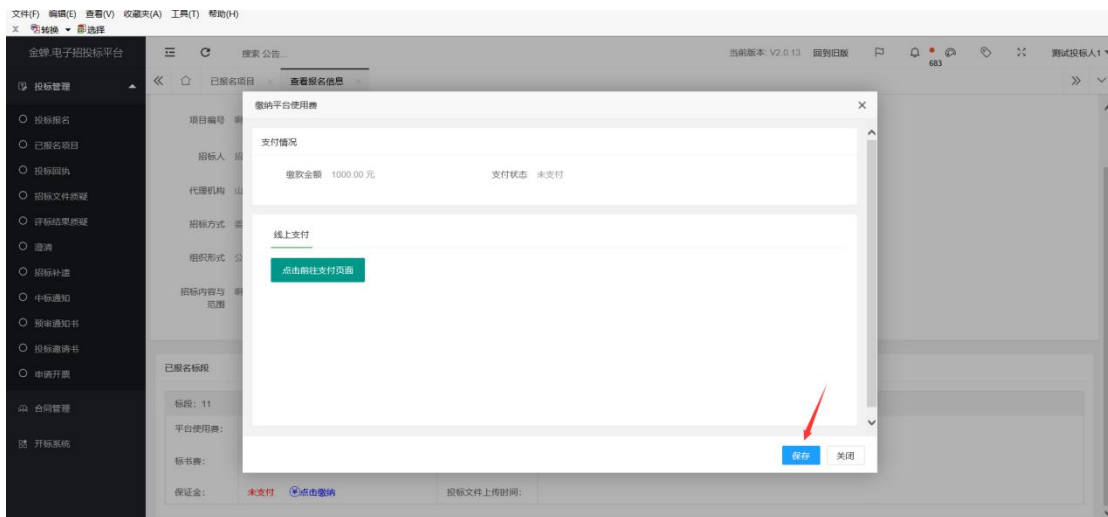 文件(F) 编辑(E) 查看(V) 收藏夹(A) 工具(T) 帮助(H)
X 转换 选择
金蝉.电子招投标平台 搜索 公告... 当前版本: V2.0.13 回到旧版 683 测试投标人1
投标管理 已报名项目 查看报名信息
缴纳平台使用费
投标报名 项目编号
支付情况
已报名项目
招标人
投标回执 缴款金额 1000.00 元 支付状态 未支付
招标文件质疑 代理机构
评标结果质疑 招标方式
线上支付
澄清
组织形式
招标补遗 点击前往支付页面
中标通知 招标内容与
范围
预审通知书
投标邀请书
申请开票 已报名标段
合同管理 标段: 11
平台使用费:
开标系统
标书费: 保存 关闭
保证金: 未支付 点击缴纳 投标文件上传时间: